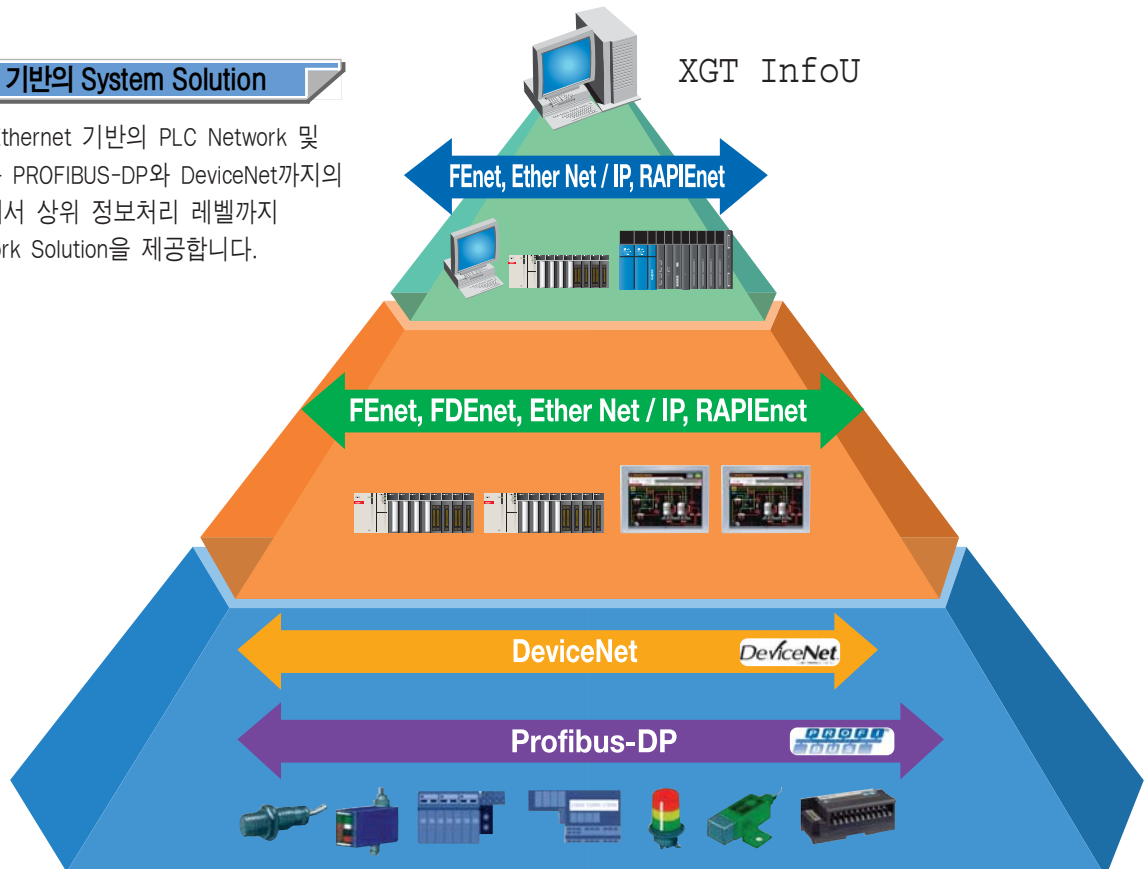 기반의 System Solution
XGT InfoU
Ethernet 기반의 PLC Network 및
PROFIBUS-DP와 DeviceNet까지의
상위 정보처리 레벨까지
Solution을 제공합니다.
FEnet, Ether Net / IP, RAPIEnet
FEnet, FDEnet, Ether Net / IP, RAPIEnet
DeviceNet
DeviceNet
Profibus-DP
PROFI
BUS